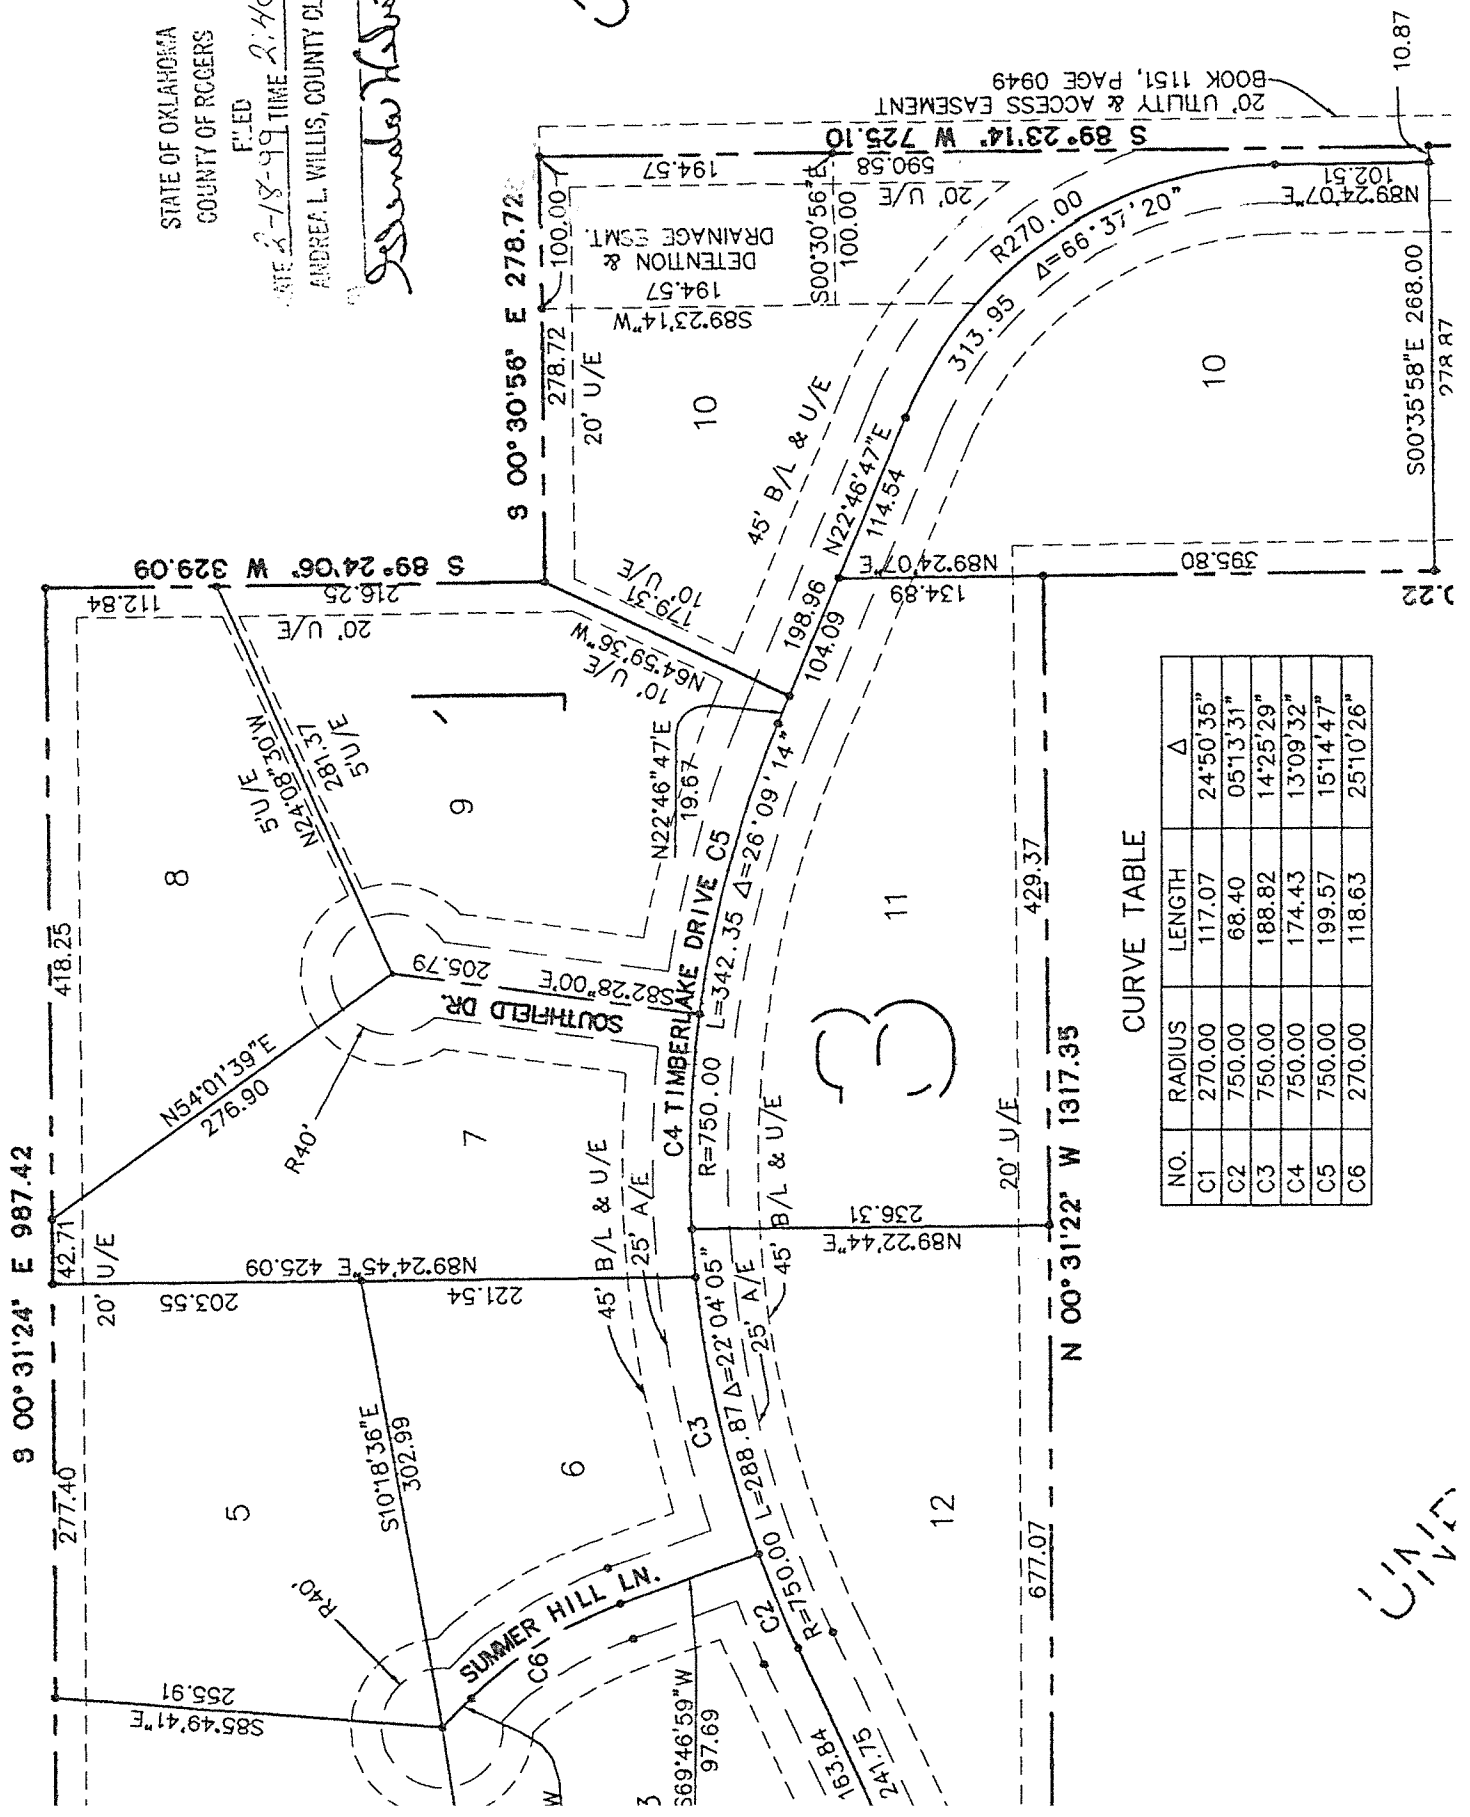 STATE OF OKLAHOMA
COUNTY OF ROGERS
FILED
DATE 2-18-99 TIME 2:40
ANDREA L. WILLIS, COUNTY CL
10.87
20' UTILITY & ACCESS EASEMENT
BOOK 1151, PAGE 0949
S 89°23'14" W 725.10
194.57
590.58
20' U/E
N89°24'07"E
102.51
S 00°30'56" E 278.72
100.00
278.72
20' U/E
DETENTION &
DRAINAGE ESMT.
S89°23'14"W
194.57
S00°30'56"E
100.00
R270.00
Δ=66°37'20"
313.95
10
10
S00°35'58"E 268.00
278.87
45' B/L & U/E
N22°46'47"E
114.54
198.96
104.09
N89°24'07"E
134.89
395.80
0.22
S 89°24'06" W 329.09
112.84
216.25
20' U/E
179.31
10' U/E
N64°59'36"W
10' U/E
5'U/E
N24°08'30"W
281.37
5'U/E
8
9
1
N22°46"47'E
19.67
S 00°31'24" E 987.42
418.25
42.71
277.40
20' U/E
N54°01'39"E
276.90
R40'
SOUTHFIELD DR.
S82°28"00'E
205.79
7
C4 TIMBERLAKE DRIVE C5
R=750.00 L=342.35 Δ=26°09'14"
11
3
429.37
20' U/E
N 00°31'22" W 1317.35
N89°22'44"E
236.31
N89°24'45"E 425.09
203.55
221.54
45' B/L & U/E
25' A/E
45' B/L & U/E
25' A/E
C3
R=750.00 L=288.87 Δ=22°04'05"
S10°18'36"E
302.99
5
6
12
677.07
R40'
SUMMER HILL LN.
C6
C2
S85°49'41"E
255.91
S69°46'59"W
97.69
163.84
241.75
W
3
CURVE TABLE
NO. RADIUS LENGTH Δ
C1 270.00 117.07 24°50'35"
C2 750.00 68.40 05°13'31"
C3 750.00 188.82 14°25'29"
C4 750.00 174.43 13°09'32"
C5 750.00 199.57 15°14'47"
C6 270.00 118.63 25°10'26"